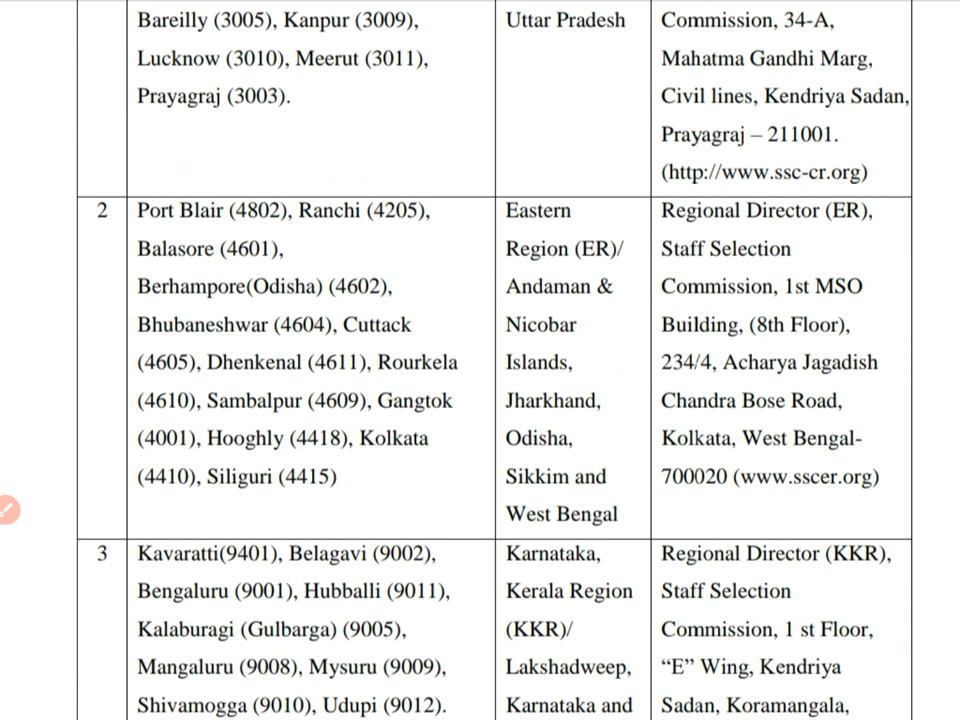 Bareilly (3005), Kanpur (3009),
Lucknow (3010), Meerut (3011),
Prayagraj (3003).
Uttar Pradesh
Commission, 34-A,
Mahatma Gandhi Marg,
Civil lines, Kendriya Sadan,
Prayagraj – 211001.
(http://www.ssc-cr.org)
2
Port Blair (4802), Ranchi (4205),
Balasore (4601),
Berhampore(Odisha) (4602),
Bhubaneshwar (4604), Cuttack
(4605), Dhenkenal (4611), Rourkela
(4610), Sambalpur (4609), Gangtok
(4001), Hooghly (4418), Kolkata
(4410), Siliguri (4415)
Eastern
Region (ER)/
Andaman &
Nicobar
Islands,
Jharkhand,
Odisha,
Sikkim and
West Bengal
Regional Director (ER),
Staff Selection
Commission, 1st MSO
Building, (8th Floor),
234/4, Acharya Jagadish
Chandra Bose Road,
Kolkata, West Bengal-
700020 (www.sscer.org)
3
Kavaratti(9401), Belagavi (9002),
Bengaluru (9001), Hubballi (9011),
Kalaburagi (Gulbarga) (9005),
Mangaluru (9008), Mysuru (9009),
Shivamogga (9010), Udupi (9012).
Karnataka,
Kerala Region
(KKR)/
Lakshadweep,
Karnataka and
Regional Director (KKR),
Staff Selection
Commission, 1 st Floor,
“E” Wing, Kendriya
Sadan, Koramangala,